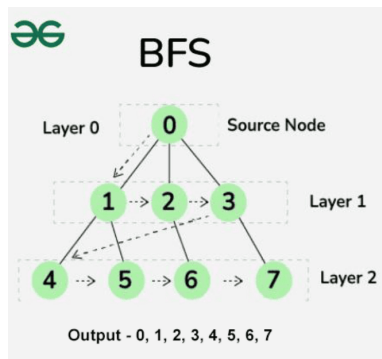 BFS
Layer 0
0
Source Node
1
2
3
Layer 1
4
5
6
7
Layer 2
Output - 0, 1, 2, 3, 4, 5, 6, 7